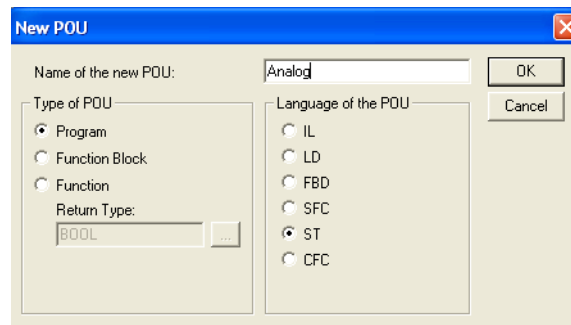 New POU
Name of the new POU: Analog OK
Type of POU Language of the POU Cancel
Program IL
Function Block LD
Function FBD
Return Type: SFC
BOOL ... ST
CFC